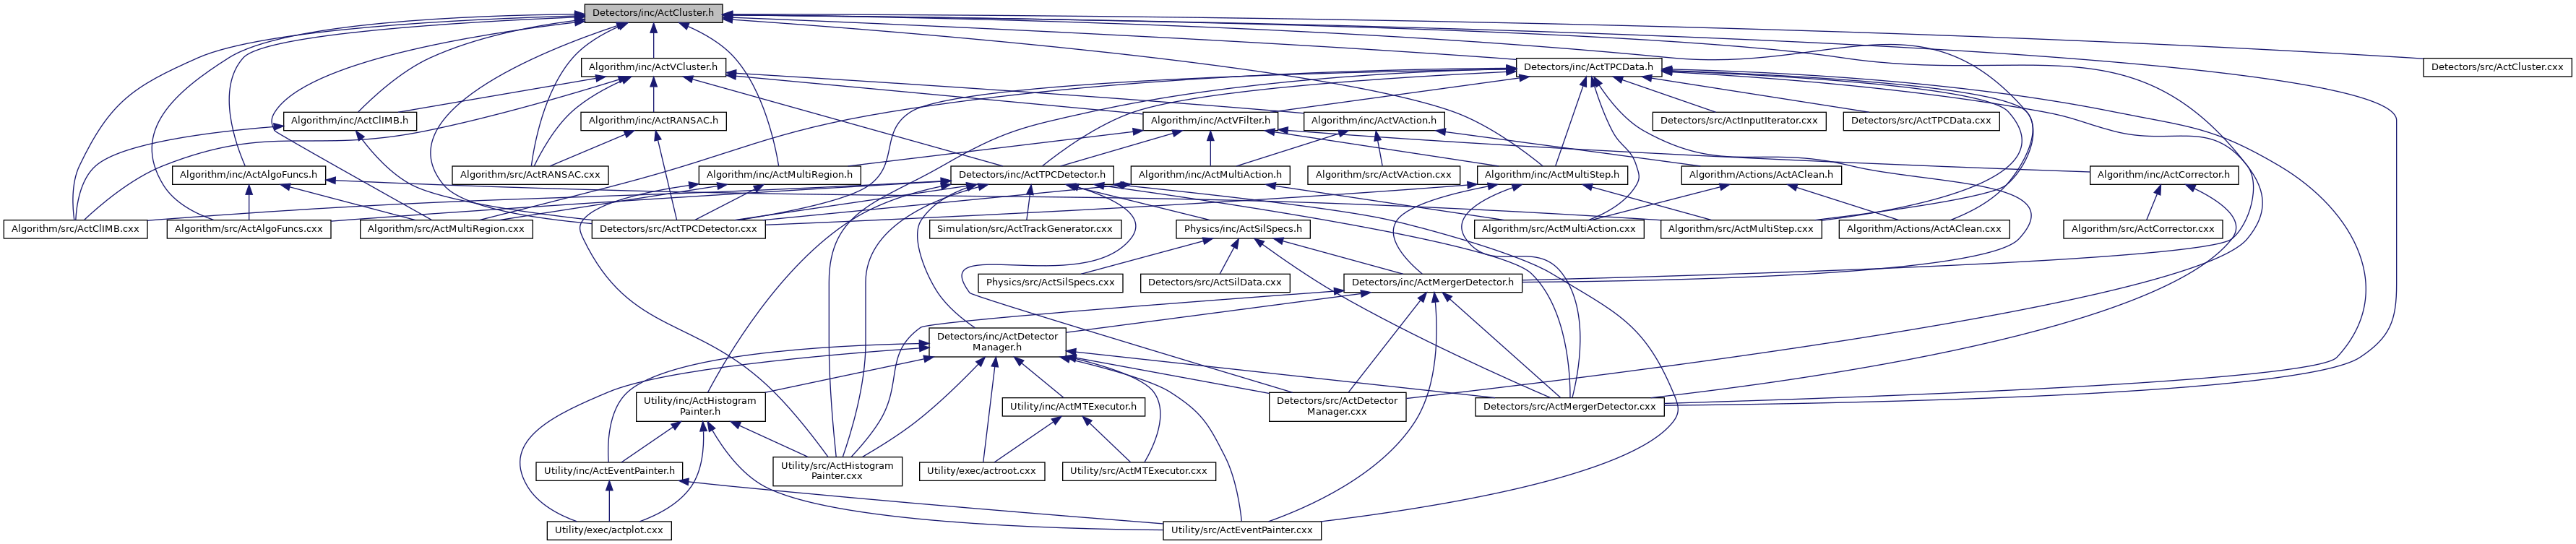 Detectors/inc/ActCluster.h
Algorithm/inc/ActVCluster.h
Detectors/inc/ActTPCData.h
Detectors/src/ActCluster.cxx
Algorithm/inc/ActClIMB.h
Algorithm/inc/ActRANSAC.h
Algorithm/inc/ActVFilter.h
Algorithm/inc/ActVAction.h
Detectors/src/ActInputIterator.cxx
Detectors/src/ActTPCData.cxx
Algorithm/inc/ActAlgoFuncs.h
Algorithm/src/ActRANSAC.cxx
Algorithm/inc/ActMultiRegion.h
Detectors/inc/ActTPCDetector.h
Algorithm/inc/ActMultiAction.h
Algorithm/src/ActVAction.cxx
Algorithm/inc/ActMultiStep.h
Algorithm/Actions/ActAClean.h
Algorithm/inc/ActCorrector.h
Algorithm/src/ActClIMB.cxx
Algorithm/src/ActAlgoFuncs.cxx
Algorithm/src/ActMultiRegion.cxx
Detectors/src/ActTPCDetector.cxx
Simulation/src/ActTrackGenerator.cxx
Physics/inc/ActSilSpecs.h
Algorithm/src/ActMultiAction.cxx
Algorithm/src/ActMultiStep.cxx
Algorithm/Actions/ActAClean.cxx
Algorithm/src/ActCorrector.cxx
Physics/src/ActSilSpecs.cxx
Detectors/src/ActSilData.cxx
Detectors/inc/ActMergerDetector.h
Detectors/inc/ActDetector
Manager.h
Utility/inc/ActHistogram
Painter.h
Utility/inc/ActMTExecutor.h
Detectors/src/ActDetector
Manager.cxx
Detectors/src/ActMergerDetector.cxx
Utility/inc/ActEventPainter.h
Utility/src/ActHistogram
Painter.cxx
Utility/exec/actroot.cxx
Utility/src/ActMTExecutor.cxx
Utility/exec/actplot.cxx
Utility/src/ActEventPainter.cxx